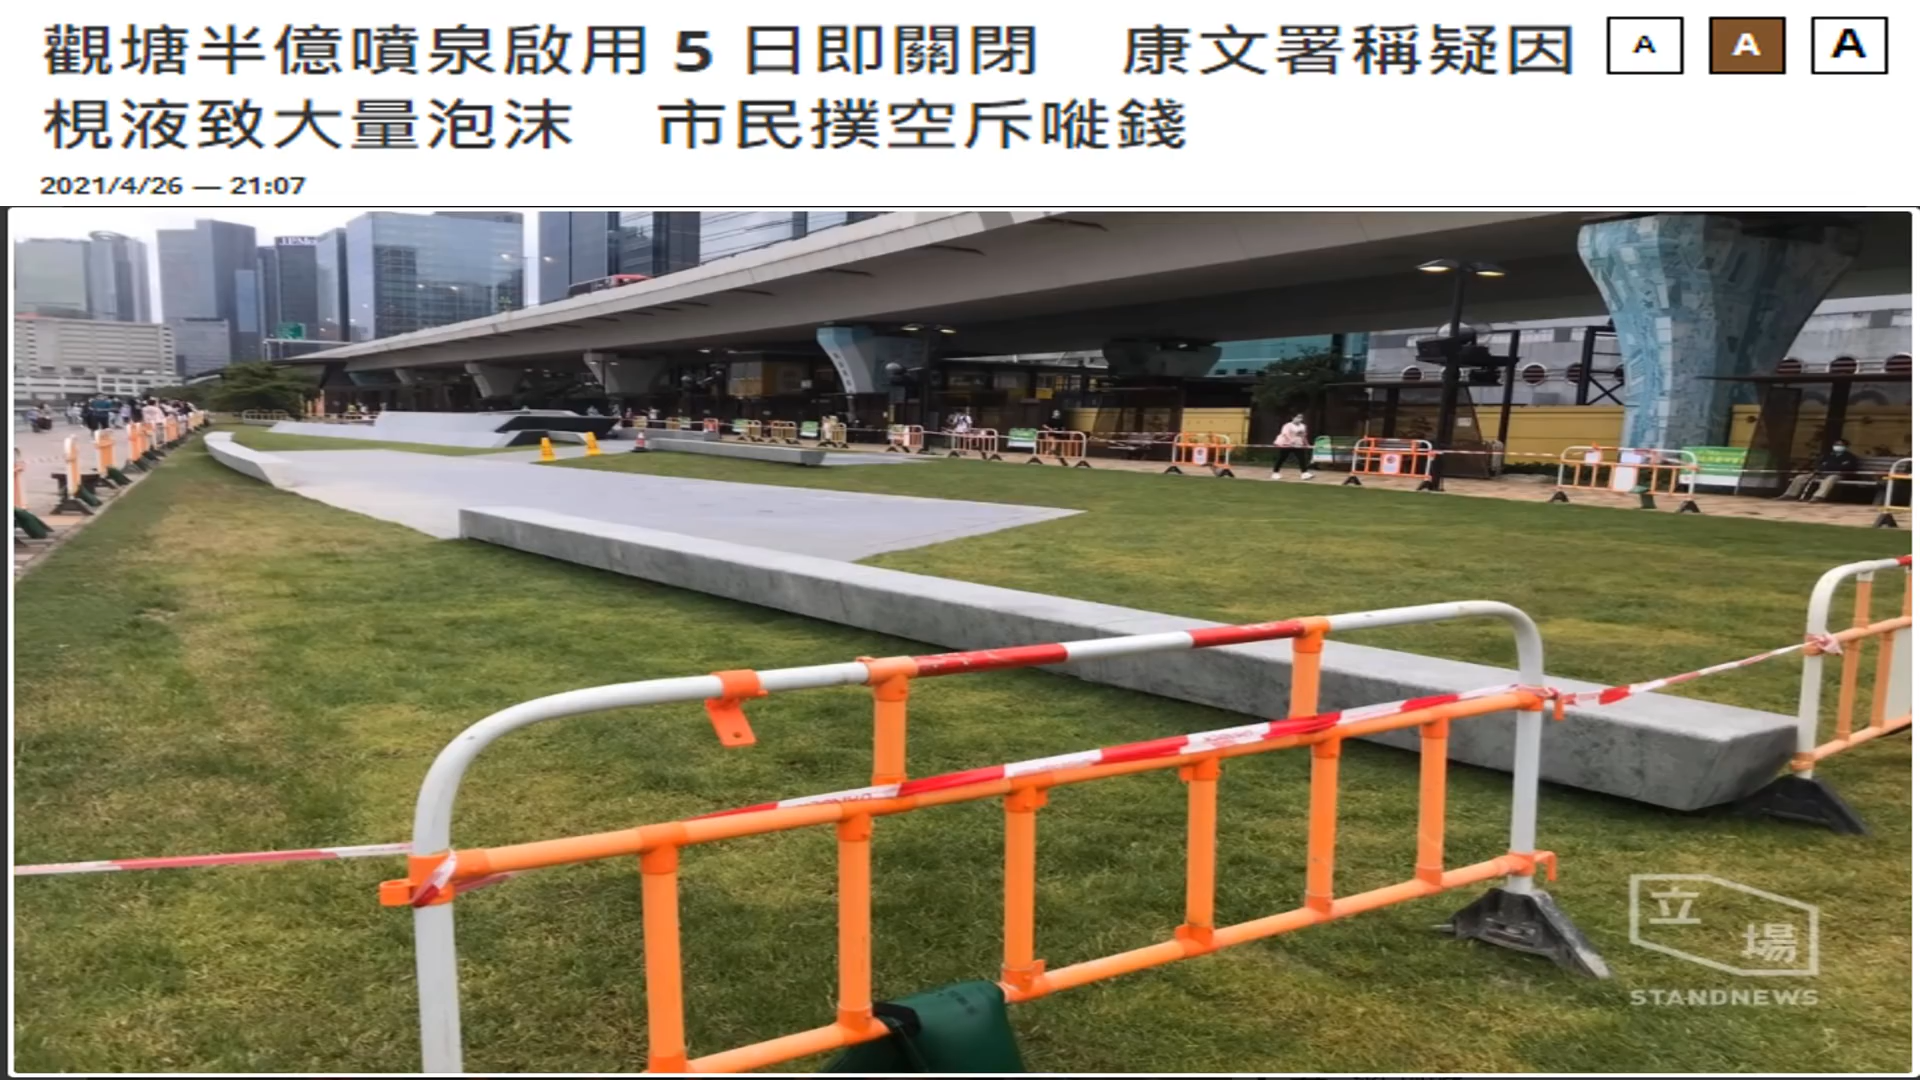 觀塘半億噴泉啟用 5 日即關閉　康文署稱疑因
梘液致大量泡沫　市民撲空斥嘥錢
A A A
2021/4/26 — 21:07
立場
STANDNEWS